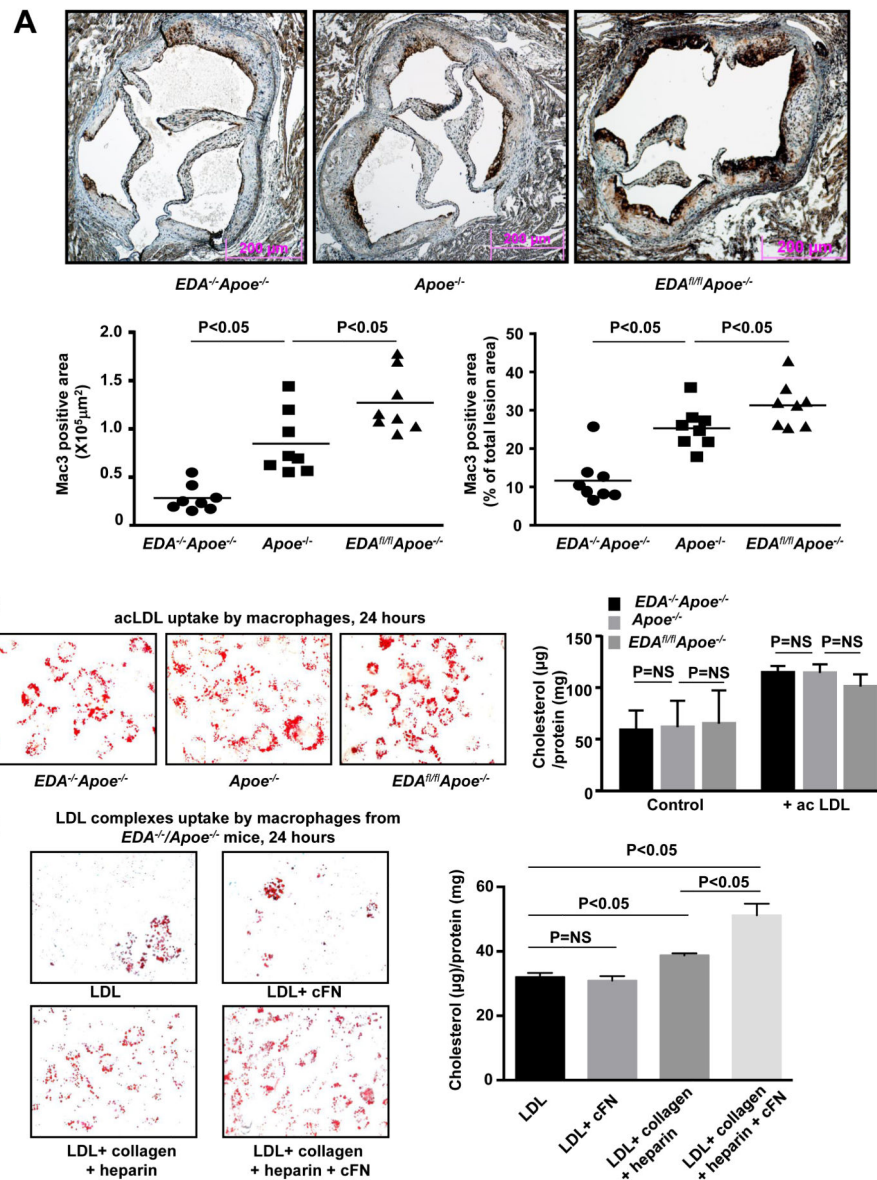 A
200 μm
200 μm
200 μm
EDA-/-Apoe-/-
Apoe-/-
EDAfl/flApoe-/-
Mac3 positive area
(X10⁵μm²)
2.0
1.5
1.0
0.5
0
P<0.05
P<0.05
EDA-/-Apoe-/-
Apoe-/-
EDAfl/flApoe-/-
Mac3 positive area
(% of total lesion area)
50
40
30
20
10
0
P<0.05
P<0.05
EDA-/-Apoe-/-
Apoe-/-
EDAfl/flApoe-/-
acLDL uptake by macrophages, 24 hours
EDA-/-Apoe-/-
Apoe-/-
EDAfl/flApoe-/-
EDA-/-Apoe-/-
Apoe-/-
EDAfl/flApoe-/-
Cholesterol (μg)
/protein (mg)
150
100
50
0
P=NS
P=NS
P=NS
P=NS
Control
+ ac LDL
LDL complexes uptake by macrophages from
EDA-/-/Apoe-/- mice, 24 hours
LDL
LDL+ cFN
LDL+ collagen
+ heparin
LDL+ collagen
+ heparin + cFN
Cholesterol (μg)/protein (mg)
60
40
20
0
P<0.05
P<0.05
P<0.05
P=NS
LDL
LDL+ cFN
LDL+ collagen
+ heparin
LDL+ collagen
+ heparin + cFN